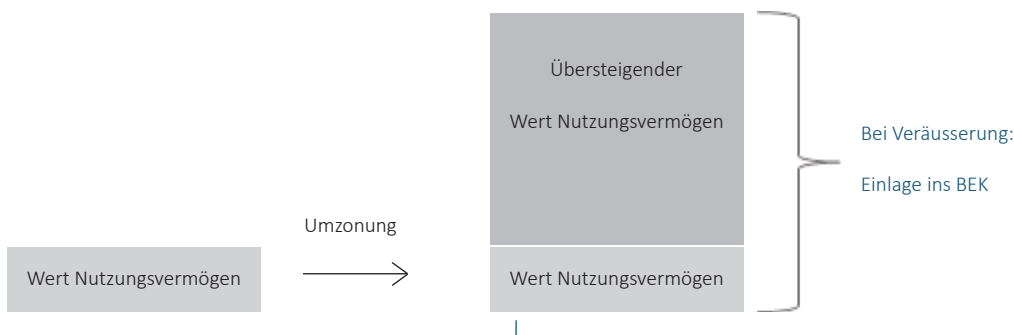 Übersteigender
Wert Nutzungsvermögen
Bei Veräusserung:
Einlage ins BEK
Umzonung
Wert Nutzungsvermögen
Wert Nutzungsvermögen